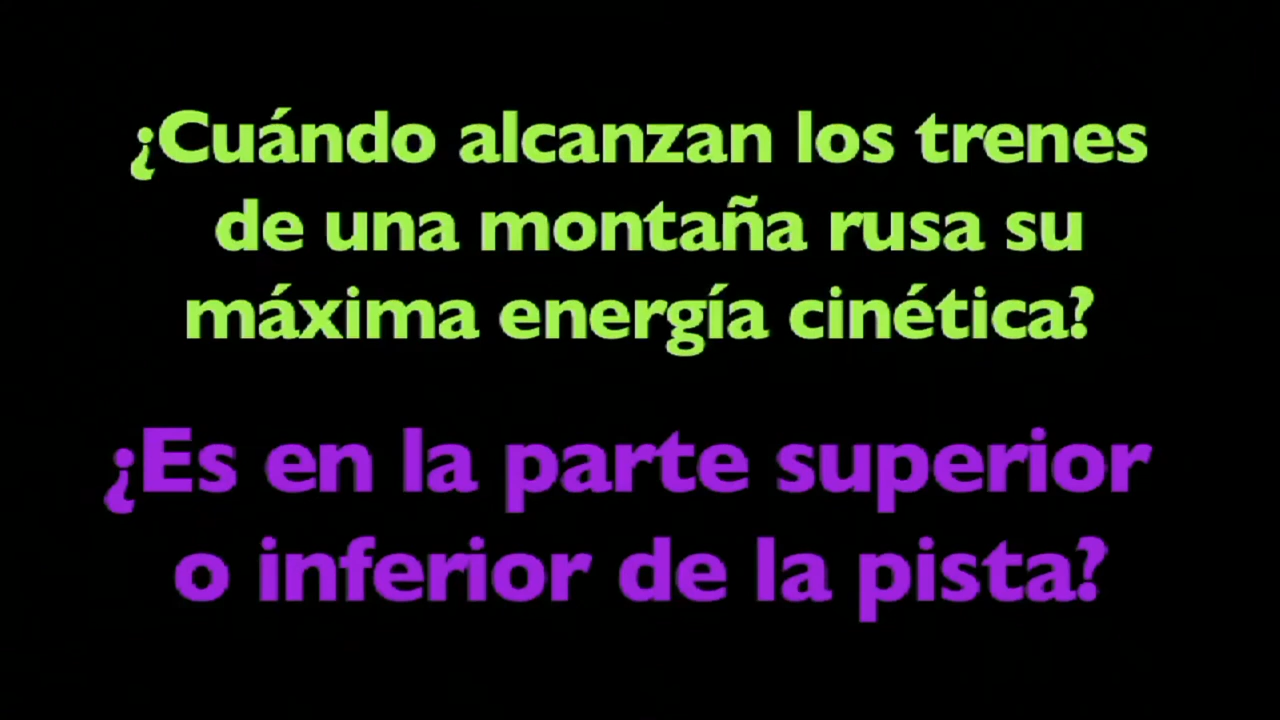 ¿Cuándo alcanzan los trenes
de una montaña rusa su
máxima energía cinética?
¿Es en la parte superior
o inferior de la pista?